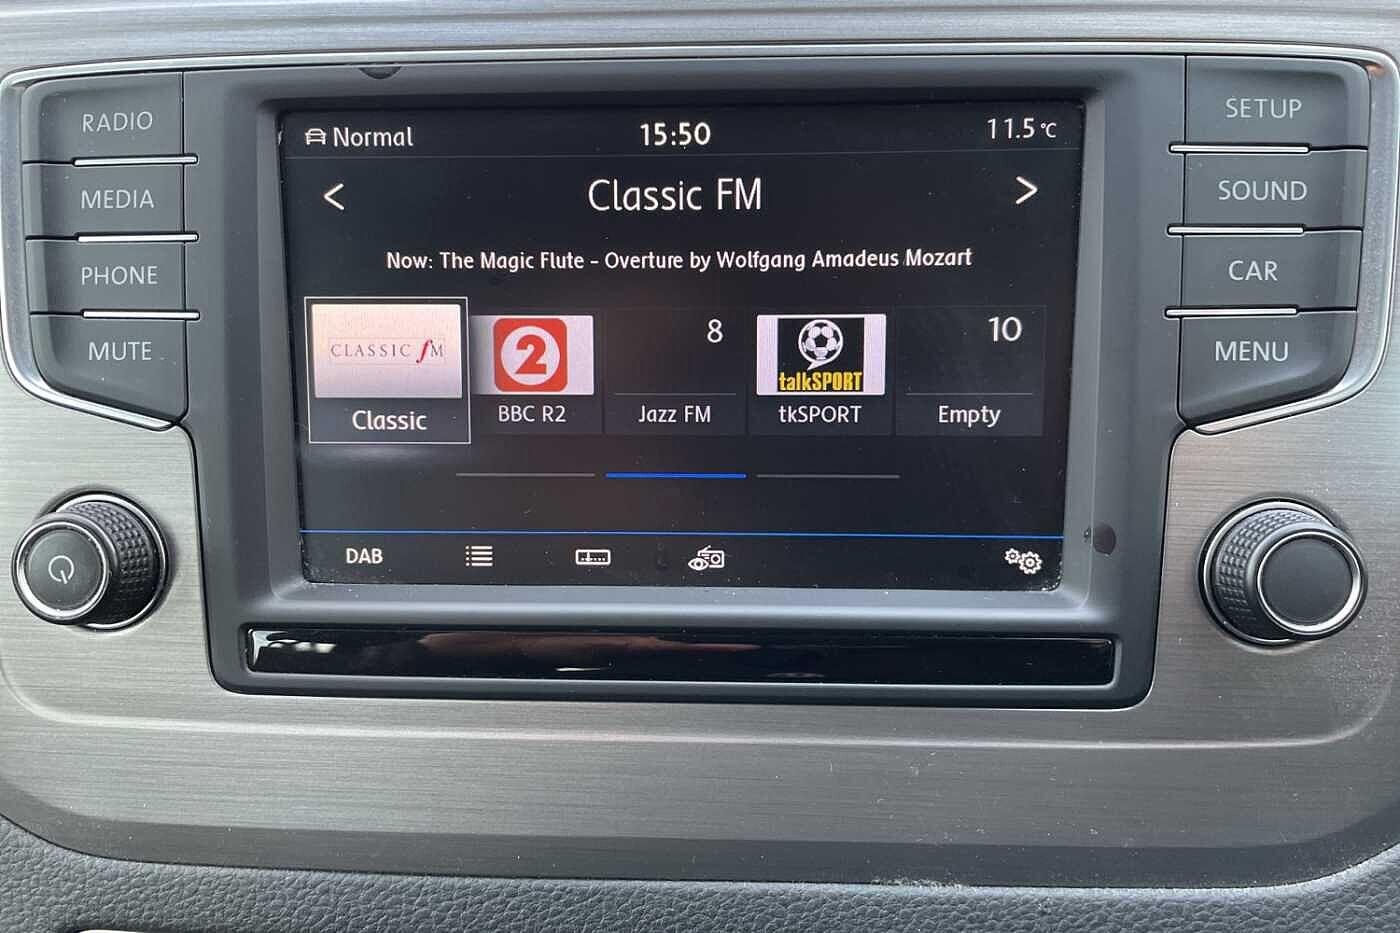 RADIO
MEDIA
PHONE
MUTE
Normal
15:50
11.5°C
< Classic FM >
Now: The Magic Flute - Overture by Wolfgang Amadeus Mozart
CLASSIC fM
Classic
2
BBC R2
8
Jazz FM
talkSPORT
tkSPORT
10
Empty
DAB
SETUP
SOUND
CAR
MENU